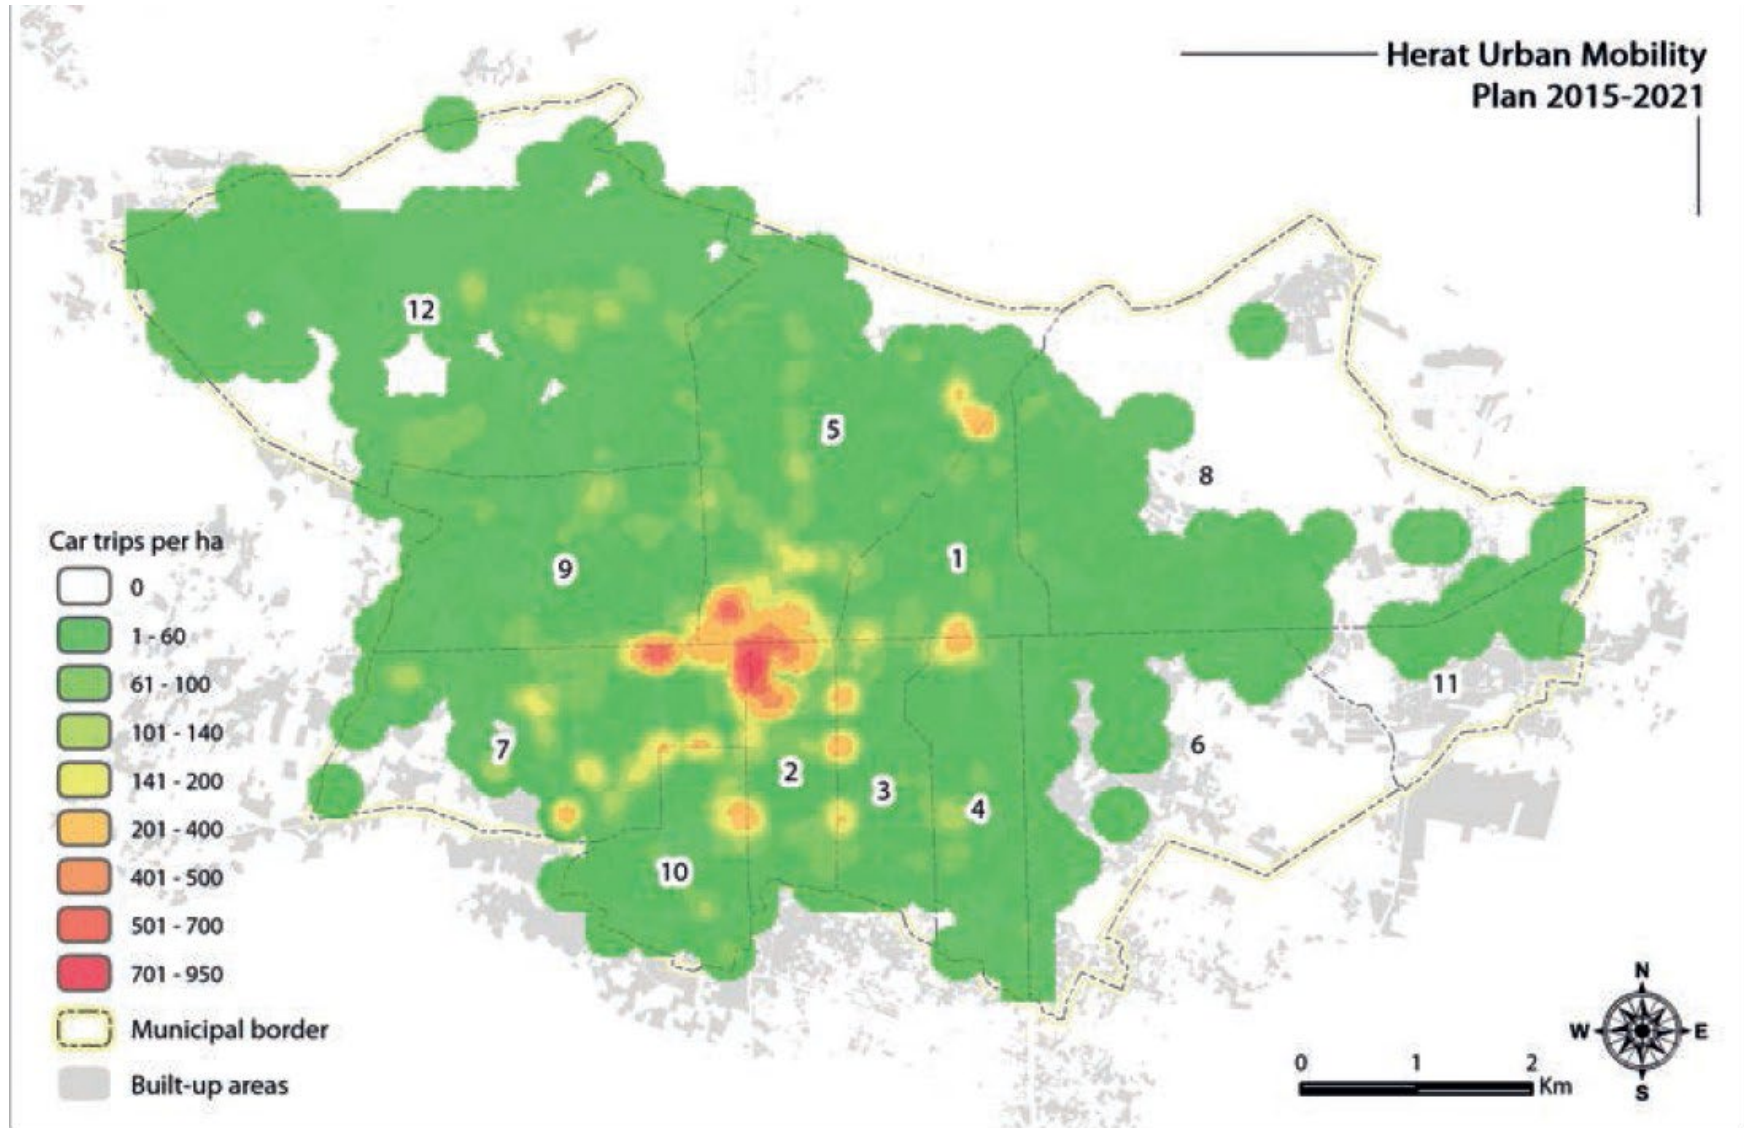 Herat Urban Mobility
Plan 2015-2021
12
5
8
1
9
11
7
6
2
3
4
10
Car trips per ha
0
1 - 60
61 - 100
101 - 140
141 - 200
201 - 400
401 - 500
501 - 700
701 - 950
Municipal border
Built-up areas
N
W E
S
0 1 2
Km